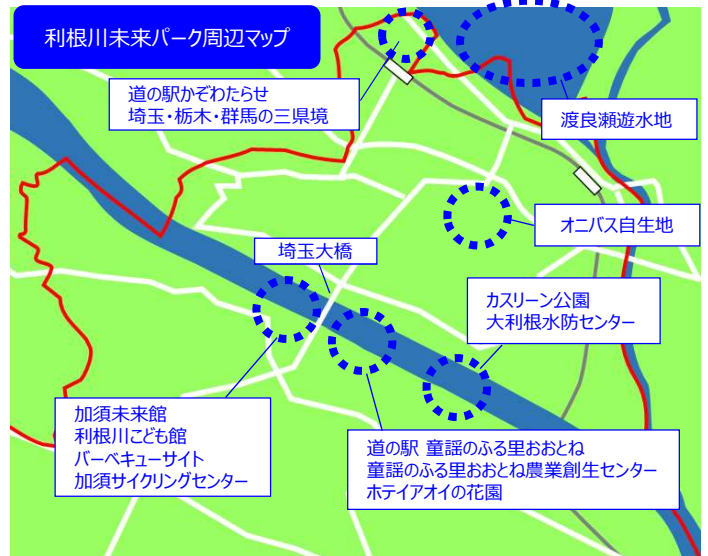 利根川未来パーク周辺マップ
道の駅かぞわたらせ
埼玉・栃木・群馬の三県境
渡良瀬遊水地
オニバス自生地
埼玉大橋
カスリーン公園
大利根水防センター
加須未来館
利根川こども館
バーベキューサイト
加須サイクリングセンター
道の駅 童謡のふる里おおとね
童謡のふる里おおとね農業創生センター
ホテイアオイの花園